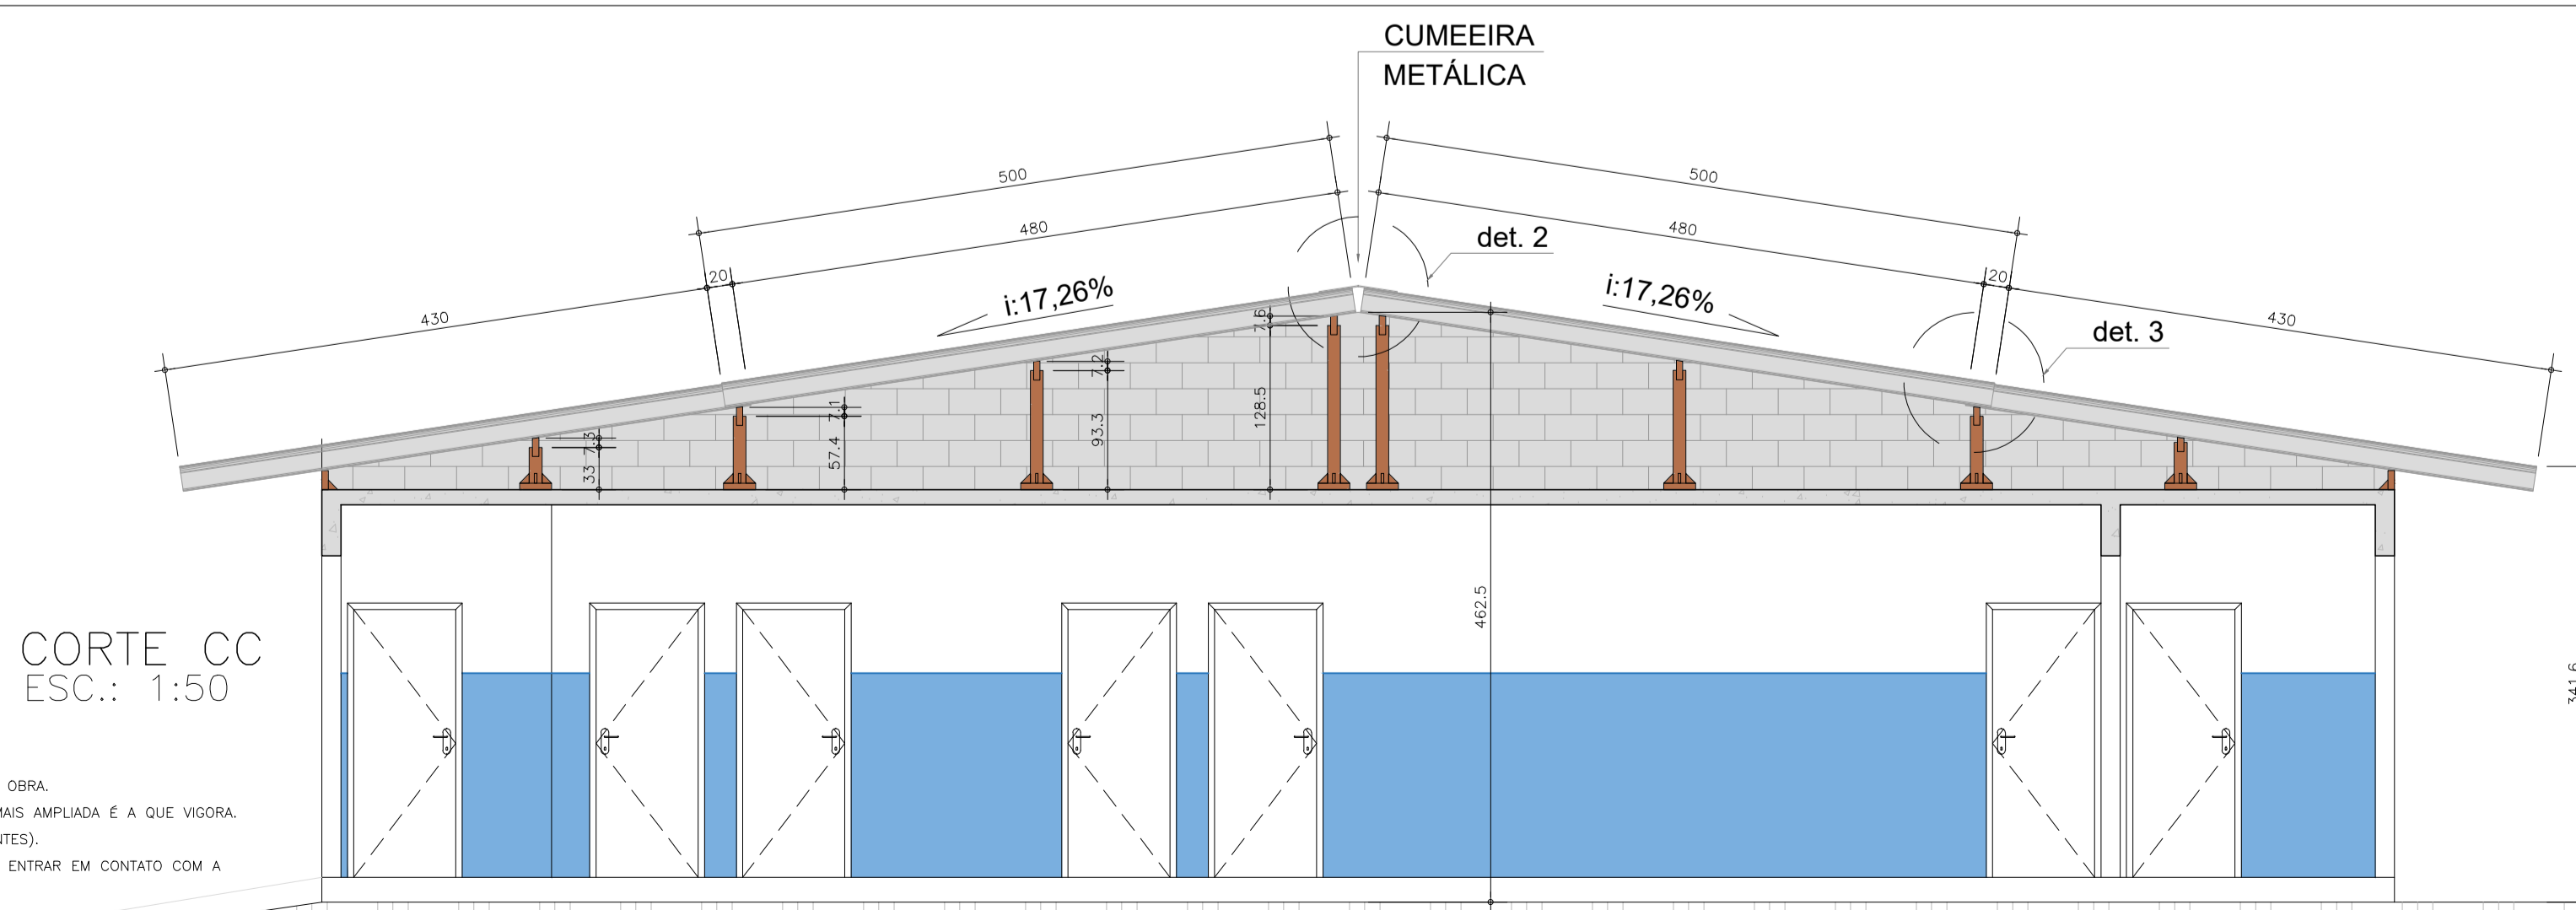 CUMEEIRA
METÁLICA
500
500
480
480
det. 2
20
20
i:17,26%
i:17,26%
430
430
det. 3
7.6
7.2
7.1
7.3
128.5
93.3
57.4
33
462.5
341.6
CORTE CC
ESC.: 1:50
OBRA.
MAIS AMPLIADA É A QUE VIGORA.
NTES).
ENTRAR EM CONTATO COM A